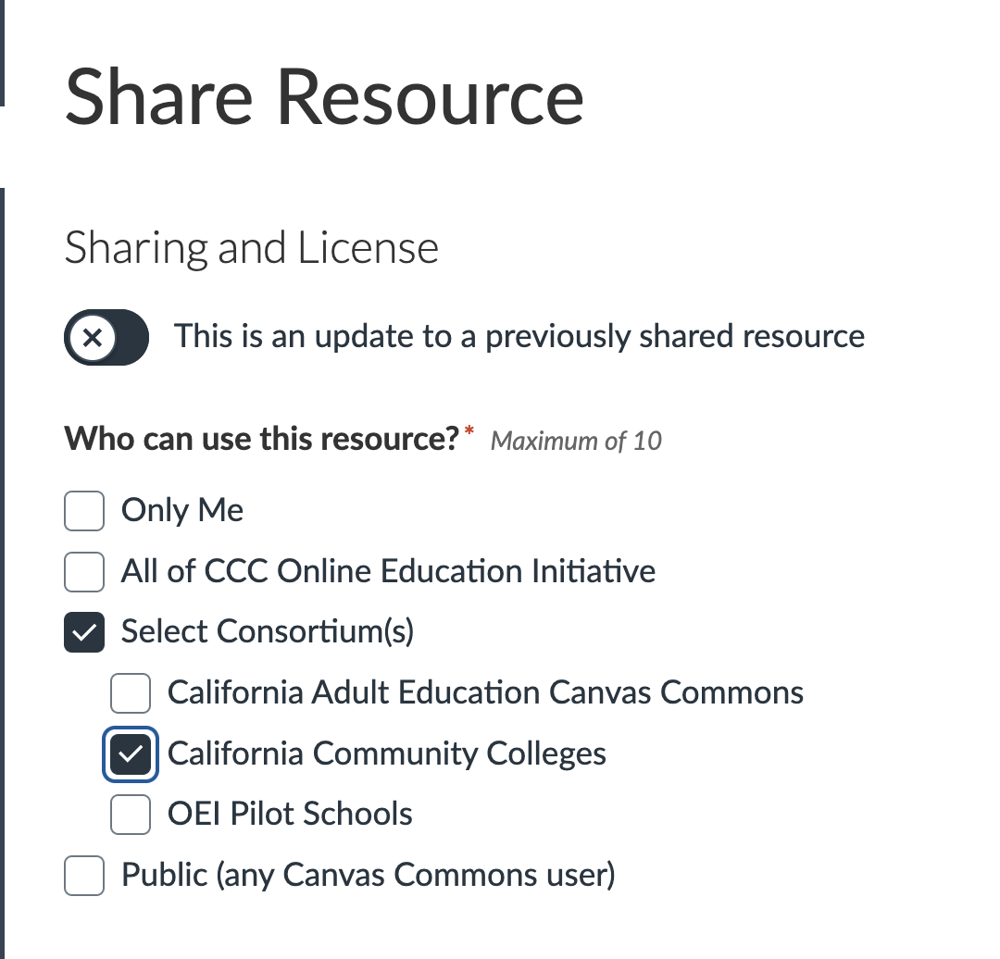 Share Resource
Sharing and License
This is an update to a previously shared resource
Who can use this resource?* Maximum of 10
Only Me
All of CCC Online Education Initiative
Select Consortium(s)
California Adult Education Canvas Commons
California Community Colleges
OEI Pilot Schools
Public (any Canvas Commons user)